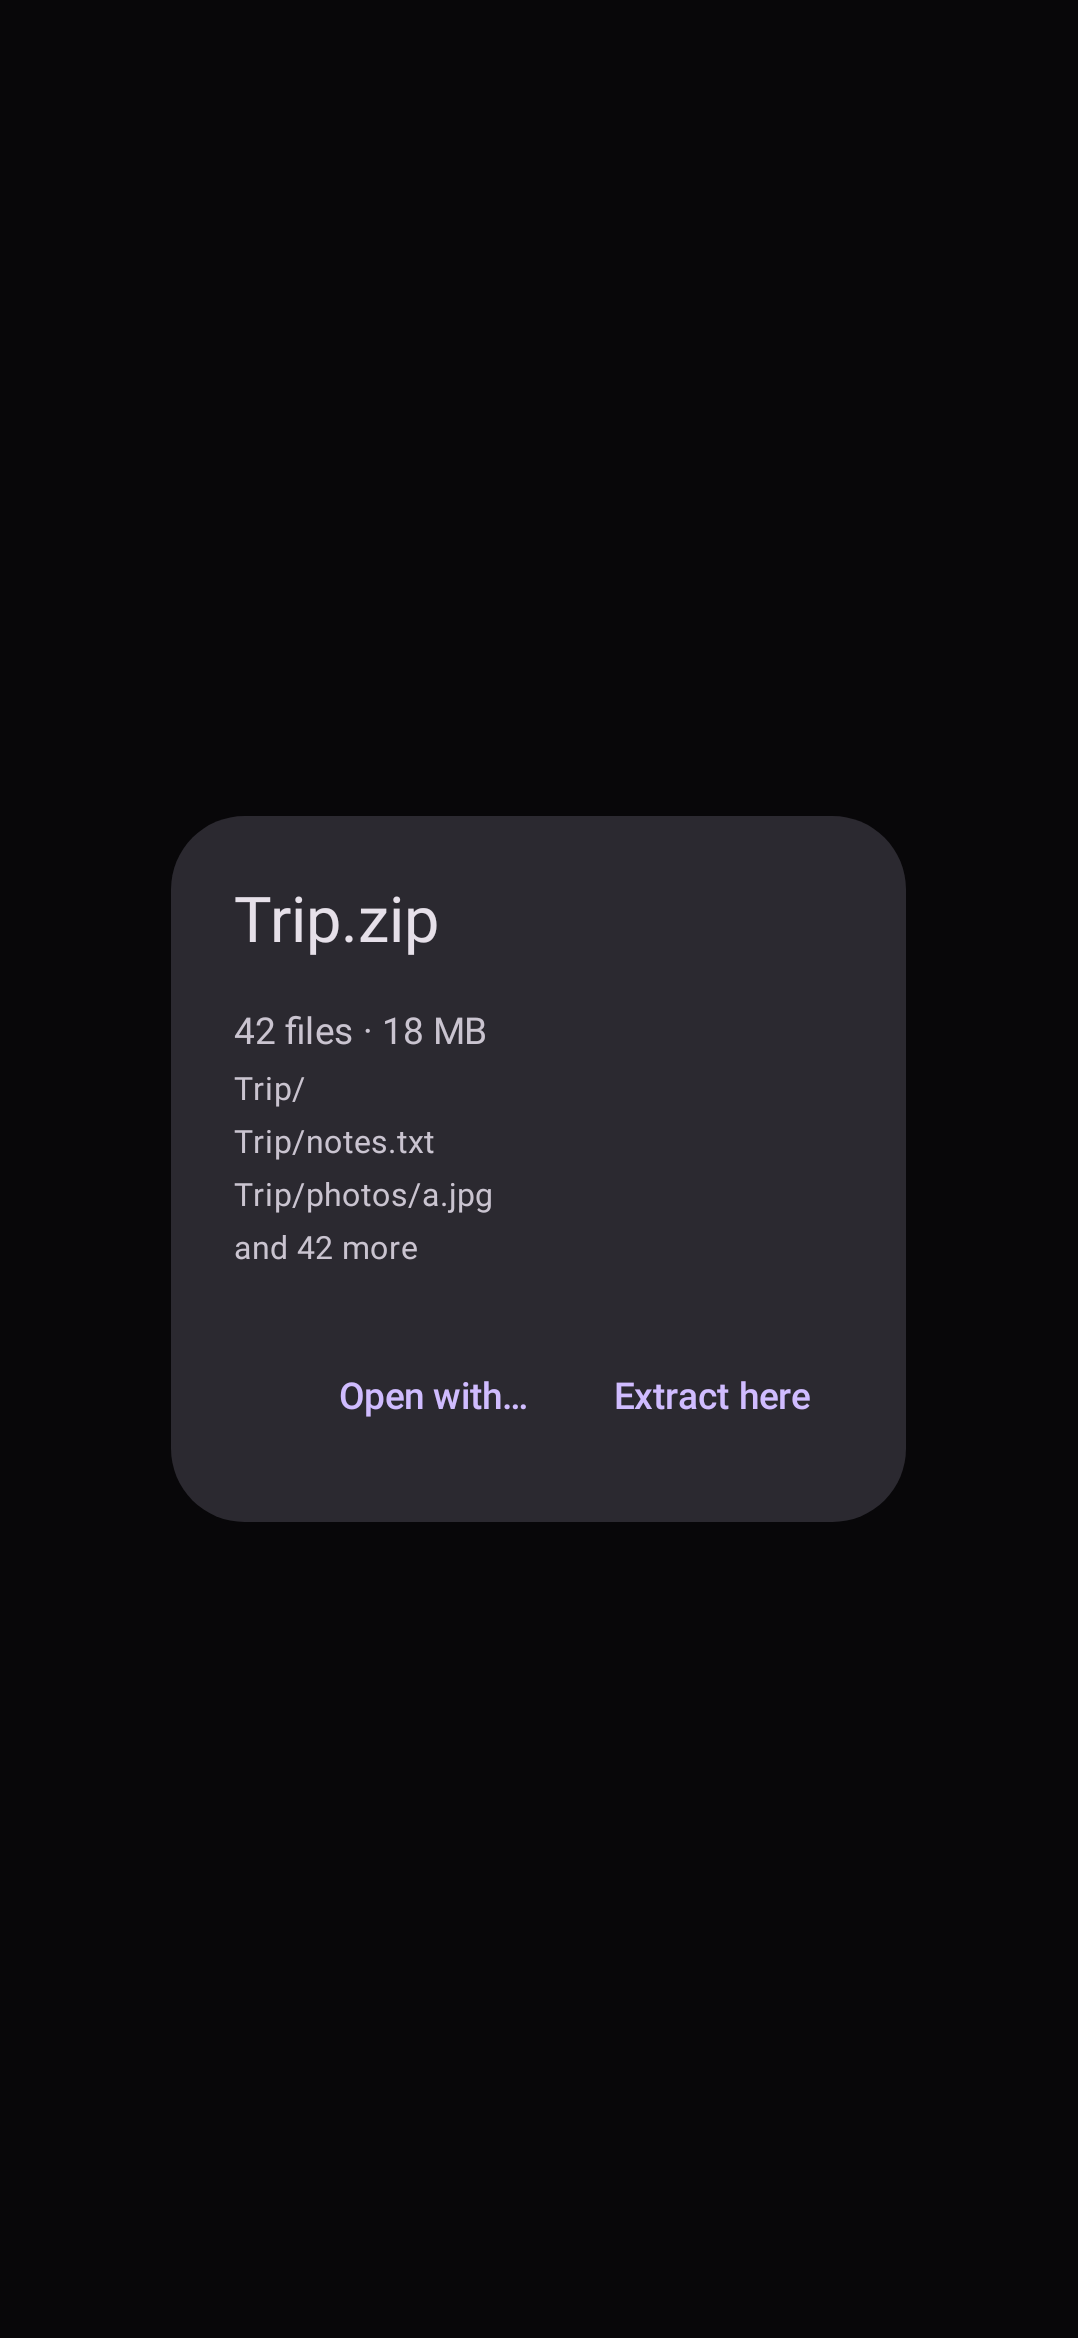 Trip.zip
42 files · 18 MB
Trip/
Trip/notes.txt
Trip/photos/a.jpg
and 42 more
Open with…
Extract here